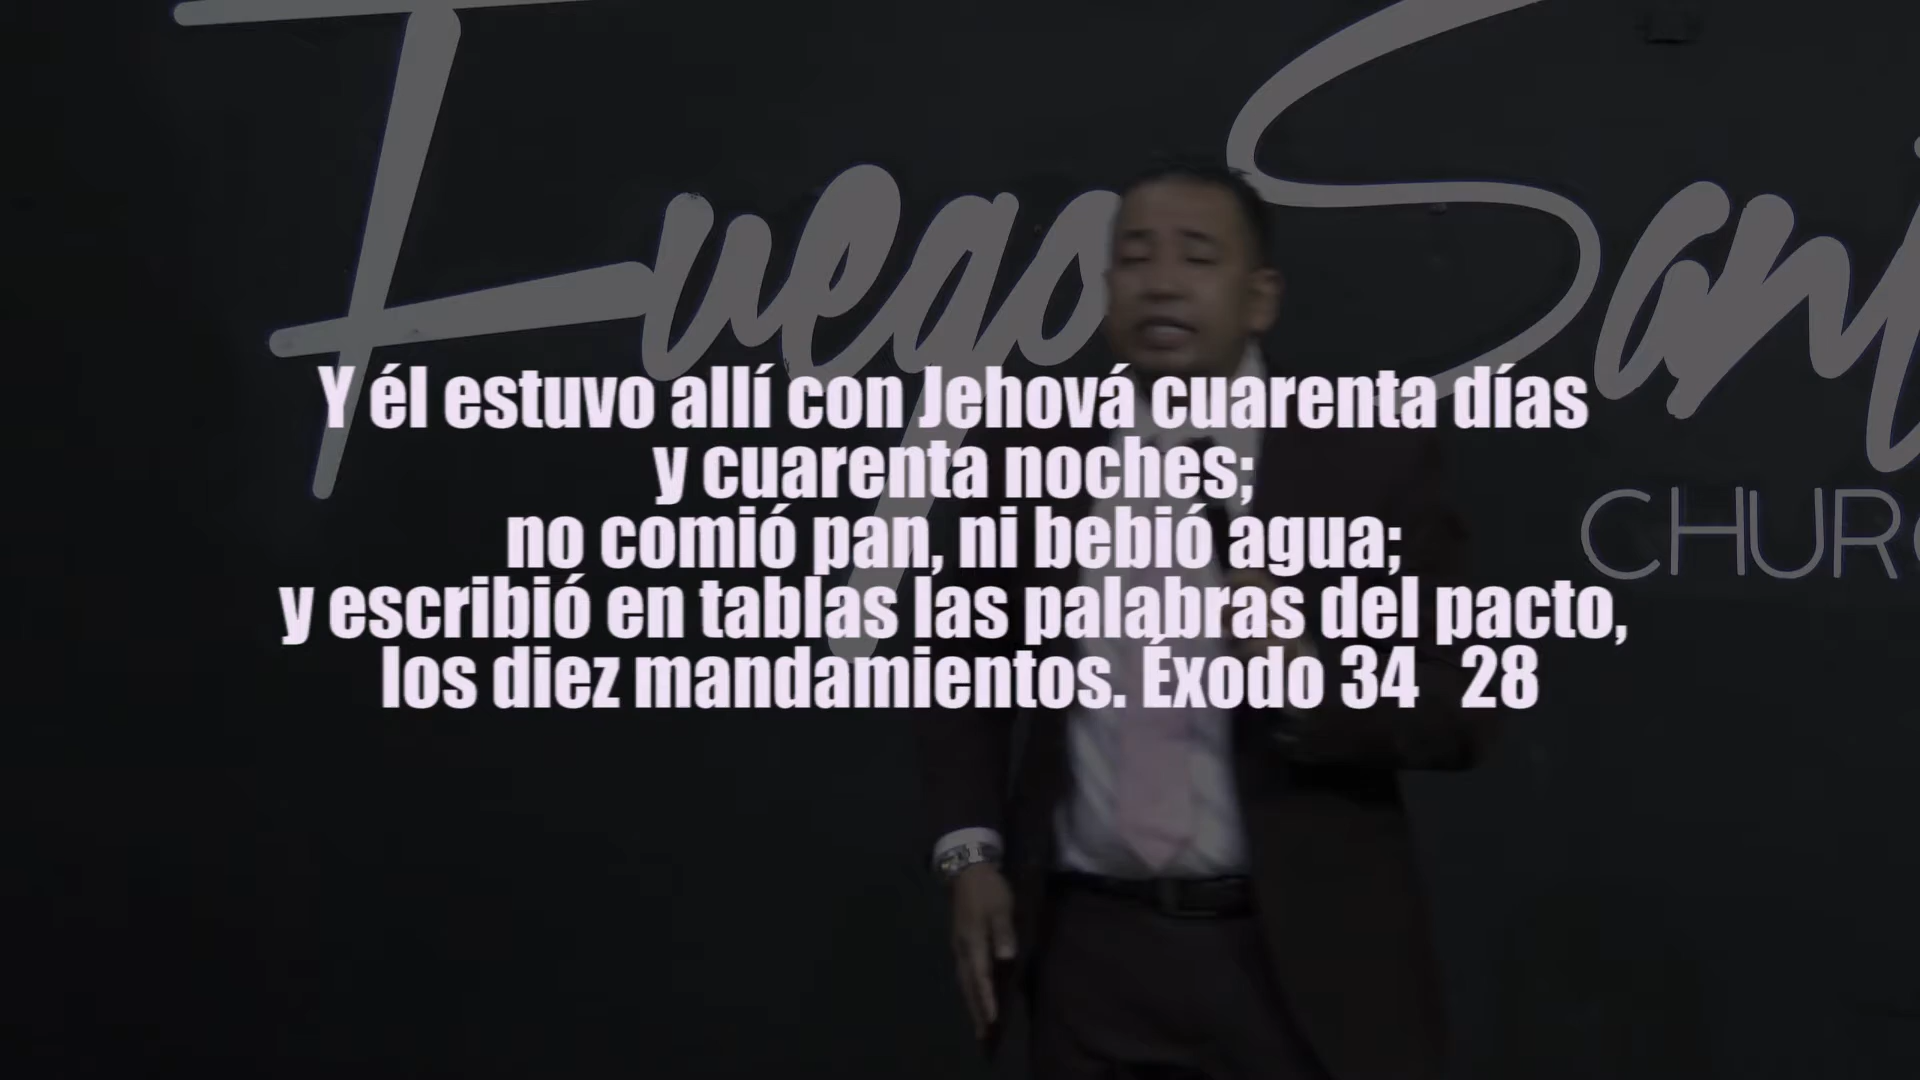 Fuego San
CHURC
Y él estuvo allí con Jehová cuarenta días
y cuarenta noches;
no comió pan, ni bebió agua;
y escribió en tablas las palabras del pacto,
los diez mandamientos. Éxodo 34 28